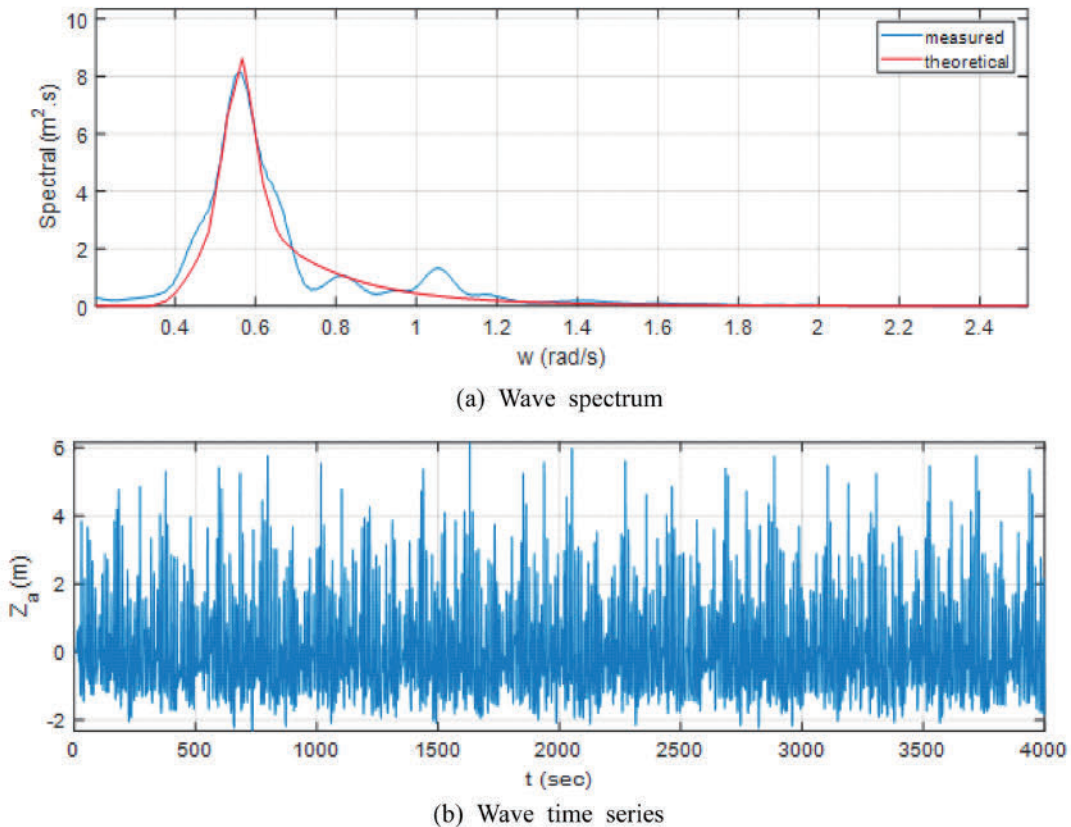 10
8
6
4
2
0
Spectral (m².s)
measured
theoretical
0.4 0.6 0.8 1 1.2 1.4 1.6 1.8 2 2.2 2.4
w (rad/s)
(a) Wave spectrum
6
4
2
0
-2
Z_a (m)
0 500 1000 1500 2000 2500 3000 3500 4000
t (sec)
(b) Wave time series